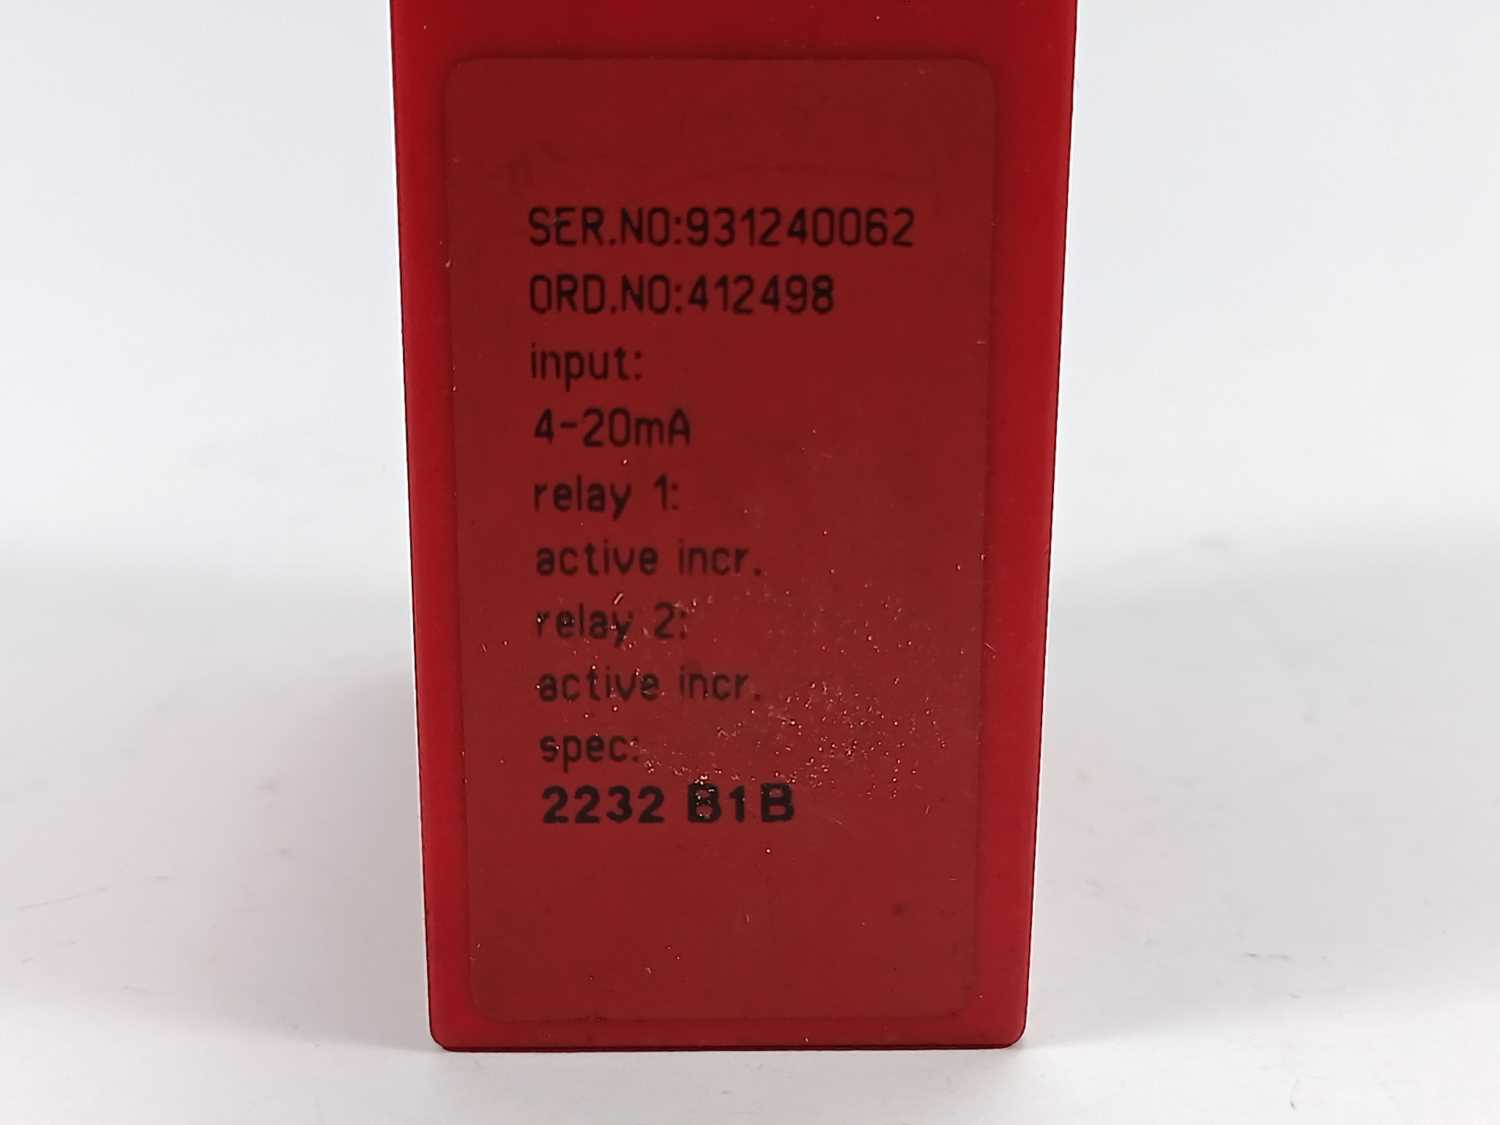 SER.NO:931240062
ORD.NO:412498
input:
4-20mA
relay 1:
active incr.
relay 2:
active incr.
spec:
2232 B1B